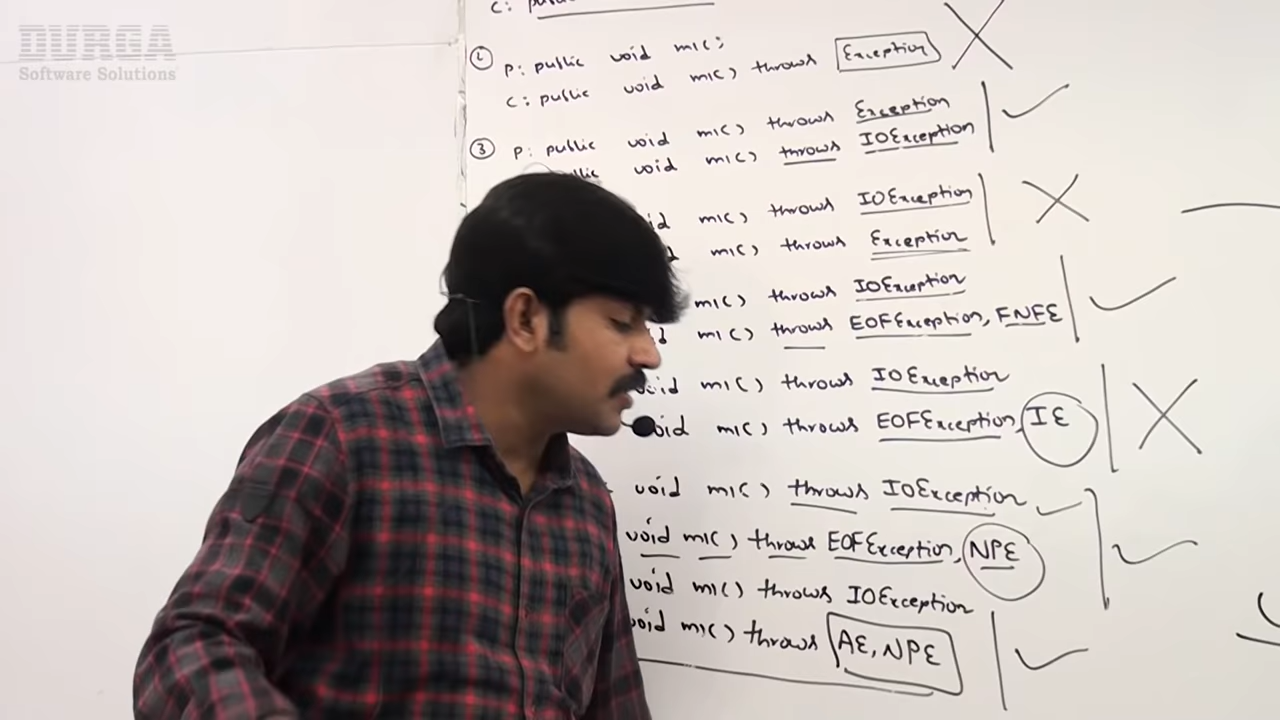 DURGA
Software Solutions
C: public
② P: public void m1();
C: public void m1() throws Exception
③ P: public void m1() throws Exception
public void m1() throws IOException
void m1() throws IOException
m1() throws Exception
m1() throws IOException
m1() throws EOFException, FNFE
void m1() throws IOException
void m1() throws EOFException, IE
void m1() throws IOException
void m1() throws EOFException, NPE
void m1() throws IOException
void m1() throws AE, NPE